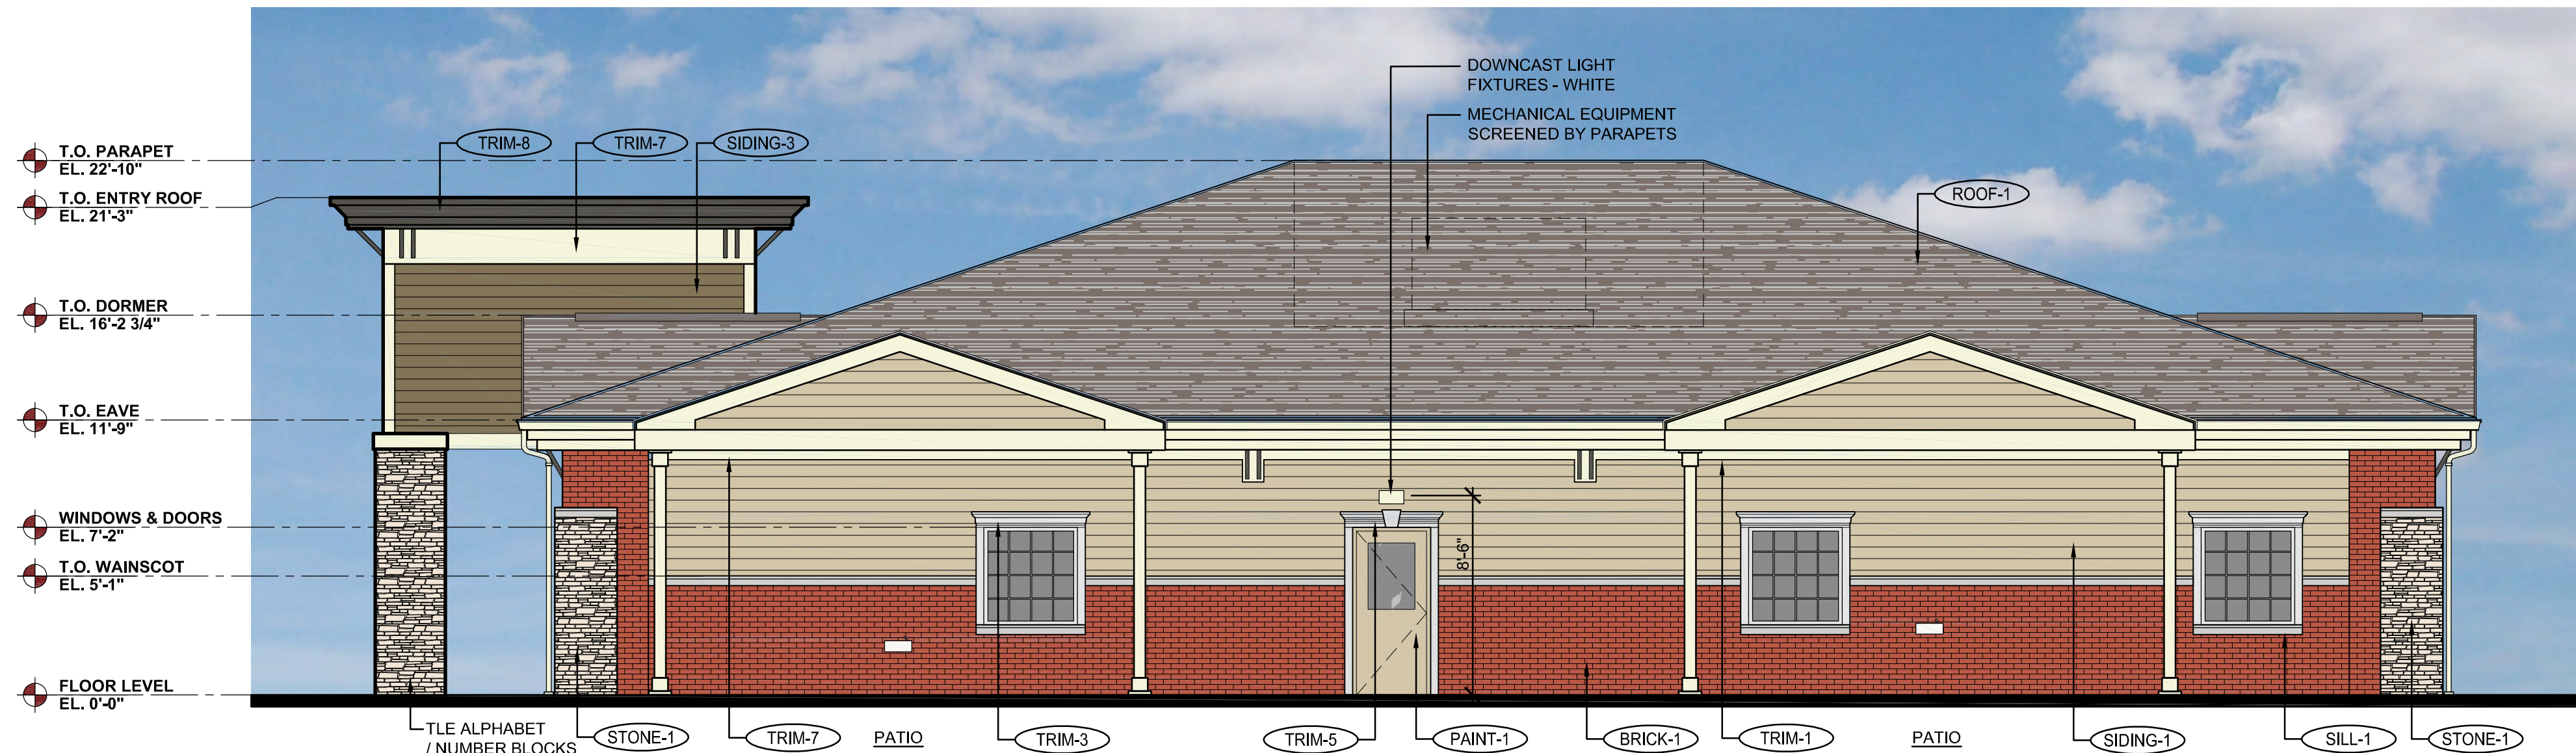 DOWNCAST LIGHT
FIXTURES - WHITE
MECHANICAL EQUIPMENT
SCREENED BY PARAPETS
TRIM-8
TRIM-7
SIDING-3
T.O. PARAPET
EL. 22'-10"
T.O. ENTRY ROOF
EL. 21'-3"
ROOF-1
T.O. DORMER
EL. 16'-2 3/4"
T.O. EAVE
EL. 11'-9"
WINDOWS & DOORS
EL. 7'-2"
8'-6"
T.O. WAINSCOT
EL. 5'-1"
FLOOR LEVEL
EL. 0'-0"
TLE ALPHABET
/ NUMBER BLOCKS
STONE-1
TRIM-7
PATIO
TRIM-3
TRIM-5
PAINT-1
BRICK-1
TRIM-1
PATIO
SIDING-1
SILL-1
STONE-1